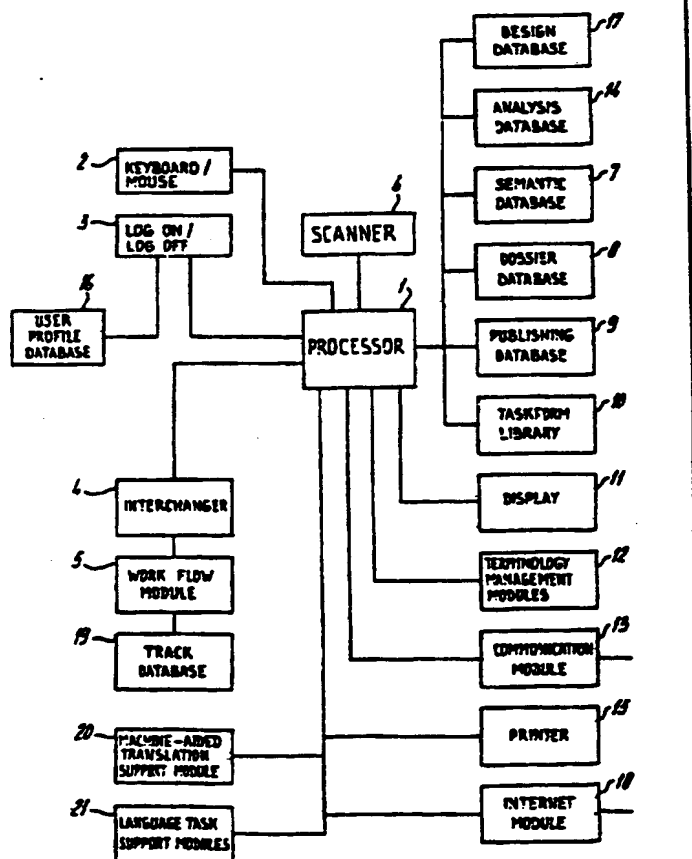 DESIGN
DATABASE
17
ANALYSIS
DATABASE
14
SEMANTIC
DATABASE
7
DOSSIER
DATABASE
8
PUBLISHING
DATABASE
9
TASKFORM
LIBRARY
10
DISPLAY
11
TERMINOLOGY
MANAGEMENT
MODULES
12
COMMUNICATION
MODULE
13
PRINTER
15
INTERNET
MODULE
18
2
KEYBOARD /
MOUSE
3
LOG ON /
LOG OFF
16
USER
PROFILE
DATABASE
6
SCANNER
1
PROCESSOR
4
INTERCHANGER
5
WORK FLOW
MODULE
19
TRACK
DATABASE
20
MACHINE-AIDED
TRANSLATION
SUPPORT MODULE
21
LANGUAGE TASK
SUPPORT MODULES